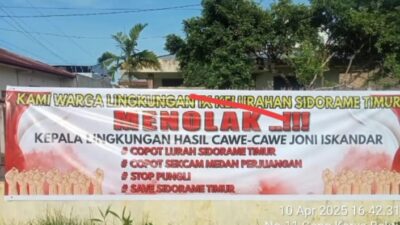 KAMI WARGA LINGKUNGAN IX KELURAHAN SIDORAME TIMUR
MENOLAK ..!!!
KEPALA LINGKUNGAN HASIL CAWE-CAWE JONI ISKANDAR
# COPOT LURAH SIDORAME TIMUR
# COPOT SEKCAM MEDAN PERJUANGAN
# STOP PUNGLI
# SAVE SIDORAME TIMUR
10 Apr 2025 16:42:31